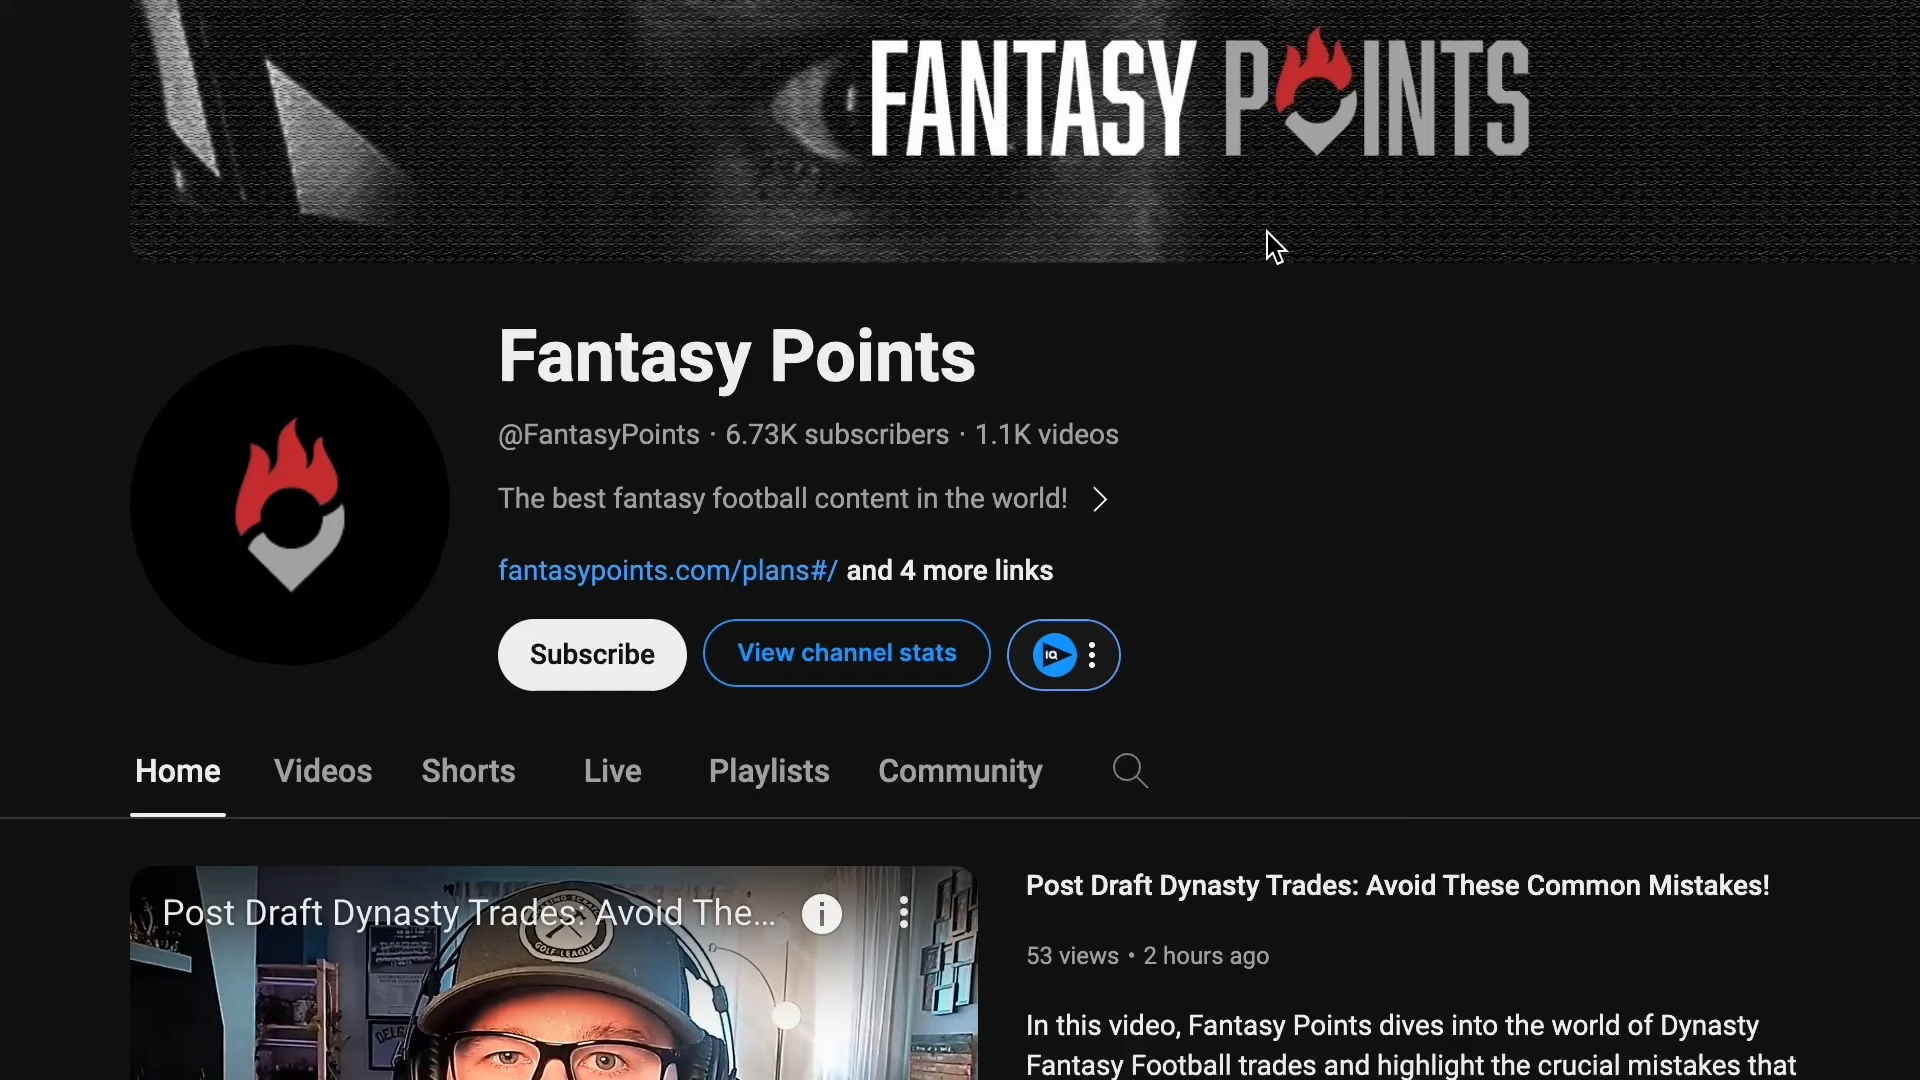 FANTASY POINTS
Fantasy Points
@FantasyPoints · 6.73K subscribers · 1.1K videos
The best fantasy football content in the world!
fantasypoints.com/plans#/ and 4 more links
Subscribe
View channel stats
IQ
Home
Videos
Shorts
Live
Playlists
Community
Post Draft Dynasty Trades: Avoid The...
GOLF LEAGUE
Post Draft Dynasty Trades: Avoid These Common Mistakes!
53 views • 2 hours ago
In this video, Fantasy Points dives into the world of Dynasty
Fantasy Football trades and highlight the crucial mistakes that